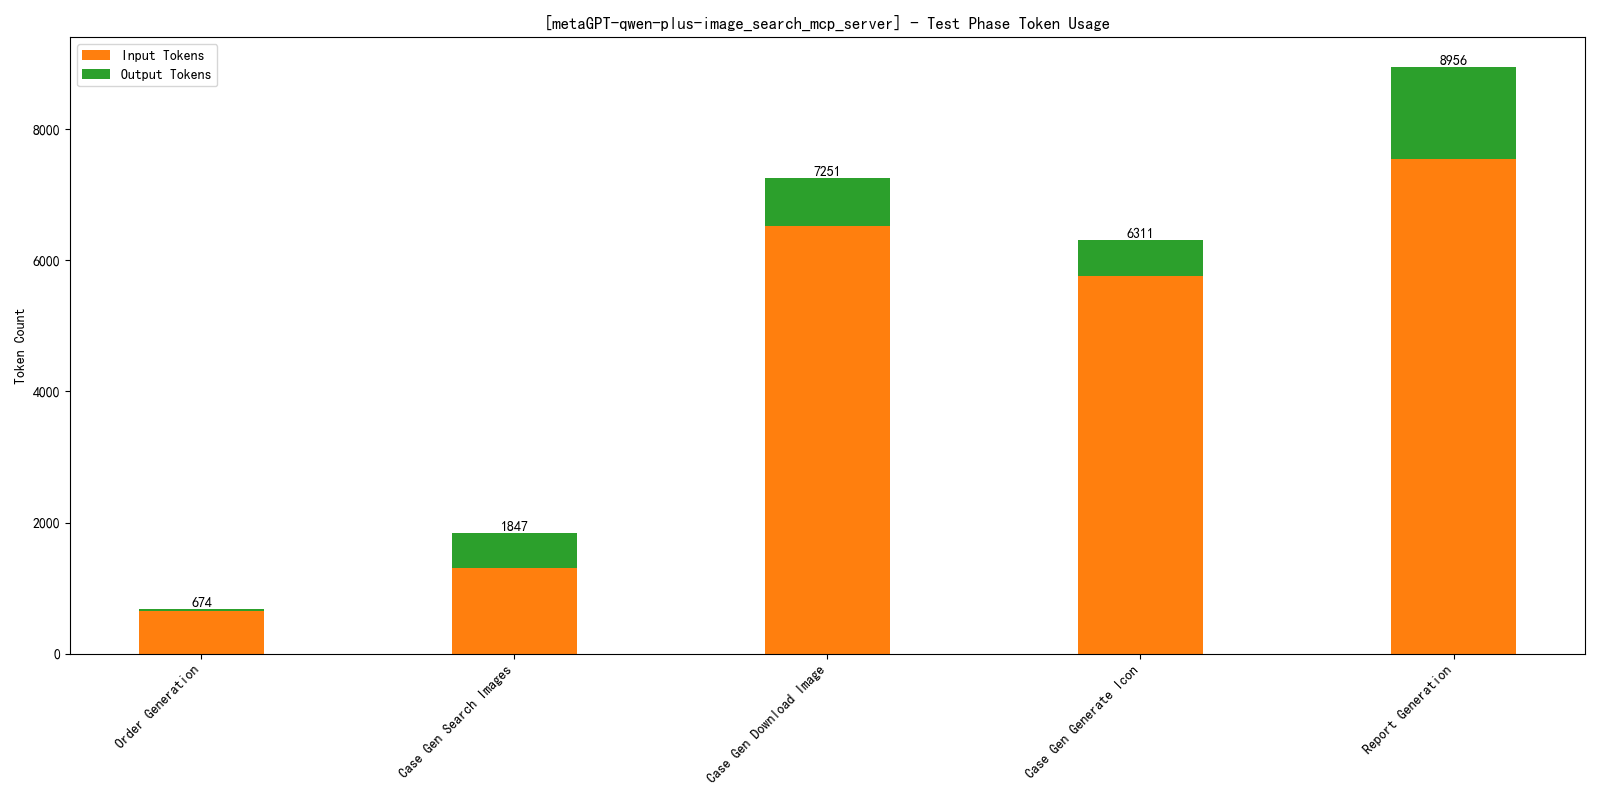 [metaGPT-qwen-plus-image_search_mcp_server] - Test Phase Token Usage
Input Tokens
Output Tokens
Token Count
8000
6000
4000
2000
0
674
1847
7251
6311
8956
Order Generation
Case Gen Search Images
Case Gen Download Image
Case Gen Generate Icon
Report Generation